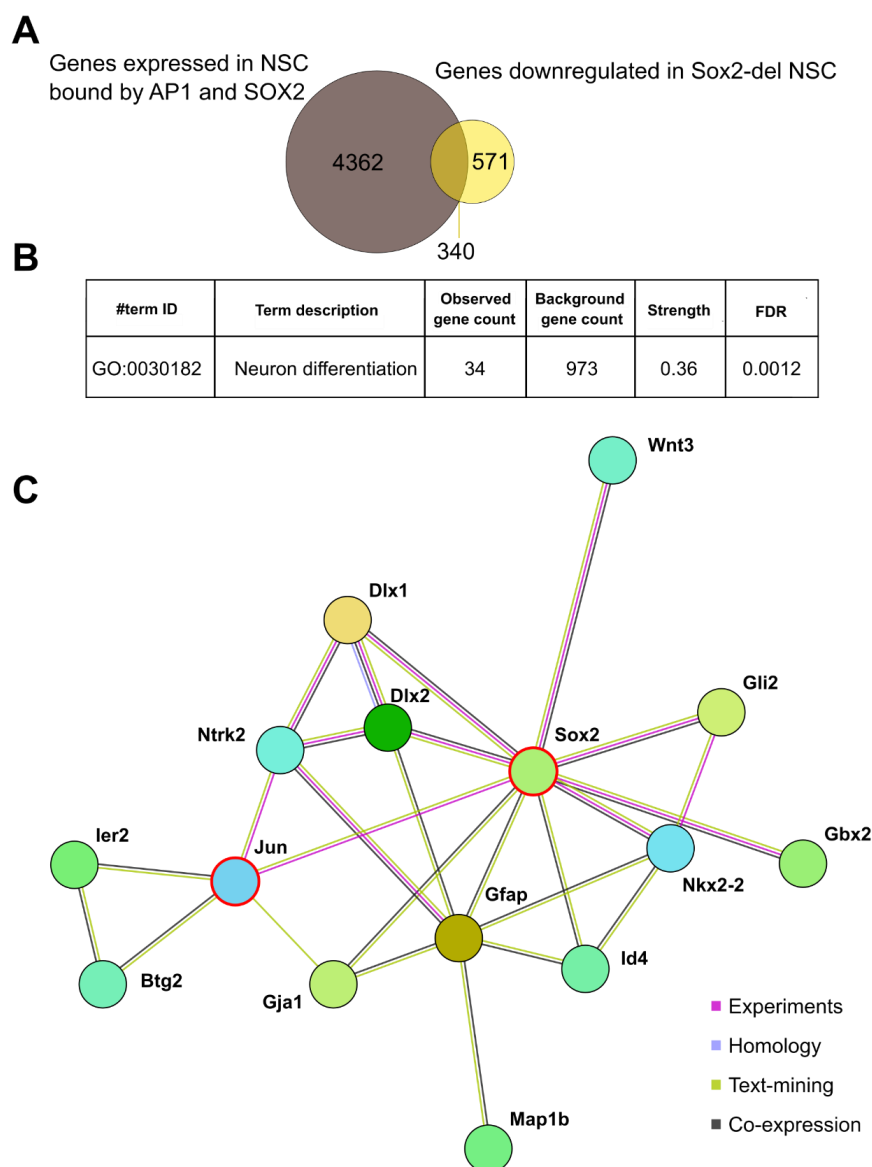 A
Genes expressed in NSC
bound by AP1 and SOX2
Genes downregulated in Sox2-del NSC
4362
571
340
B
#term ID Term description Observed gene count Background gene count Strength FDR
GO:0030182 Neuron differentiation 34 973 0.36 0.0012
C
Wnt3
Dlx1
Dlx2
Gli2
Ntrk2
Sox2
Ier2
Jun
Gbx2
Nkx2-2
Gfap
Id4
Btg2
Gja1
Map1b
Experiments
Homology
Text-mining
Co-expression